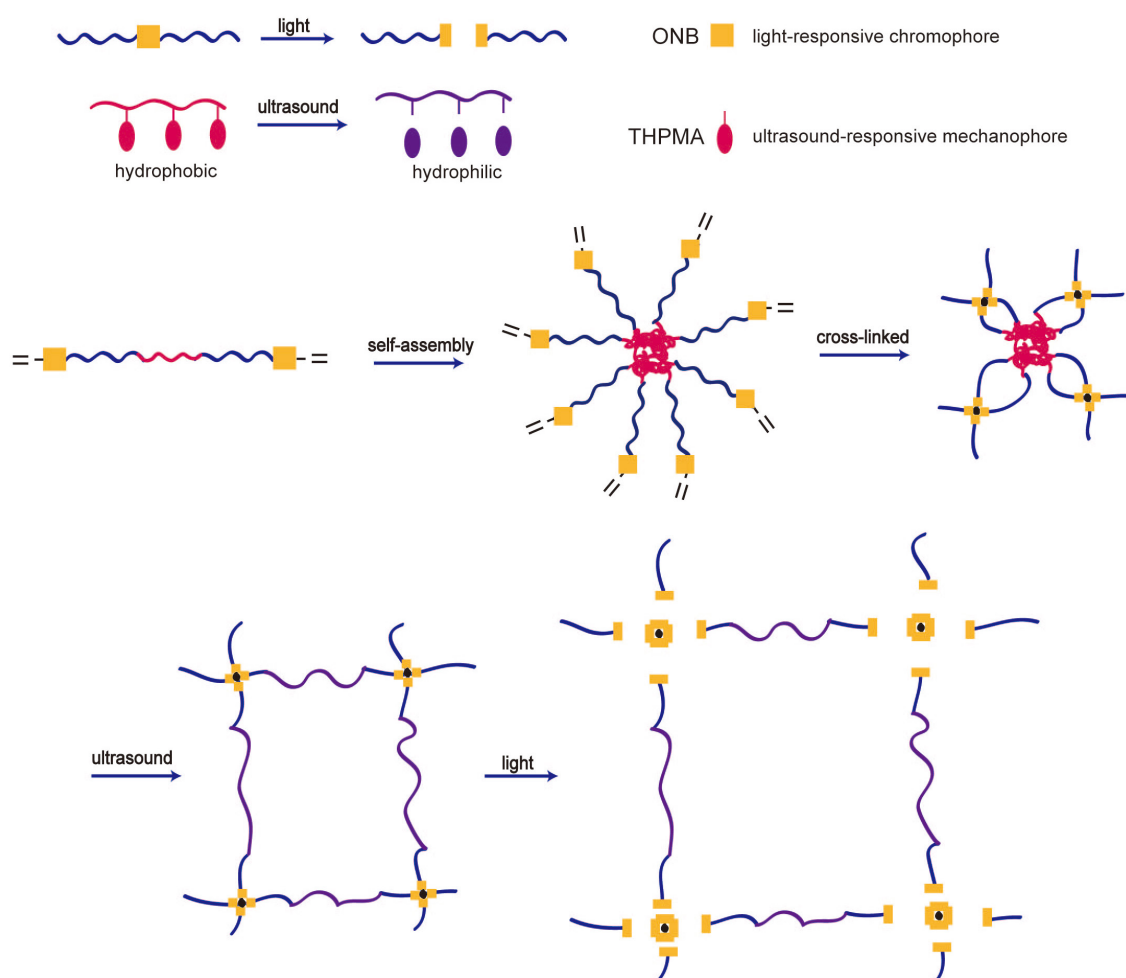 light
ONB light-responsive chromophore
ultrasound
THPMA ultrasound-responsive mechanophore
hydrophobic
hydrophilic
self-assembly
cross-linked
ultrasound
light